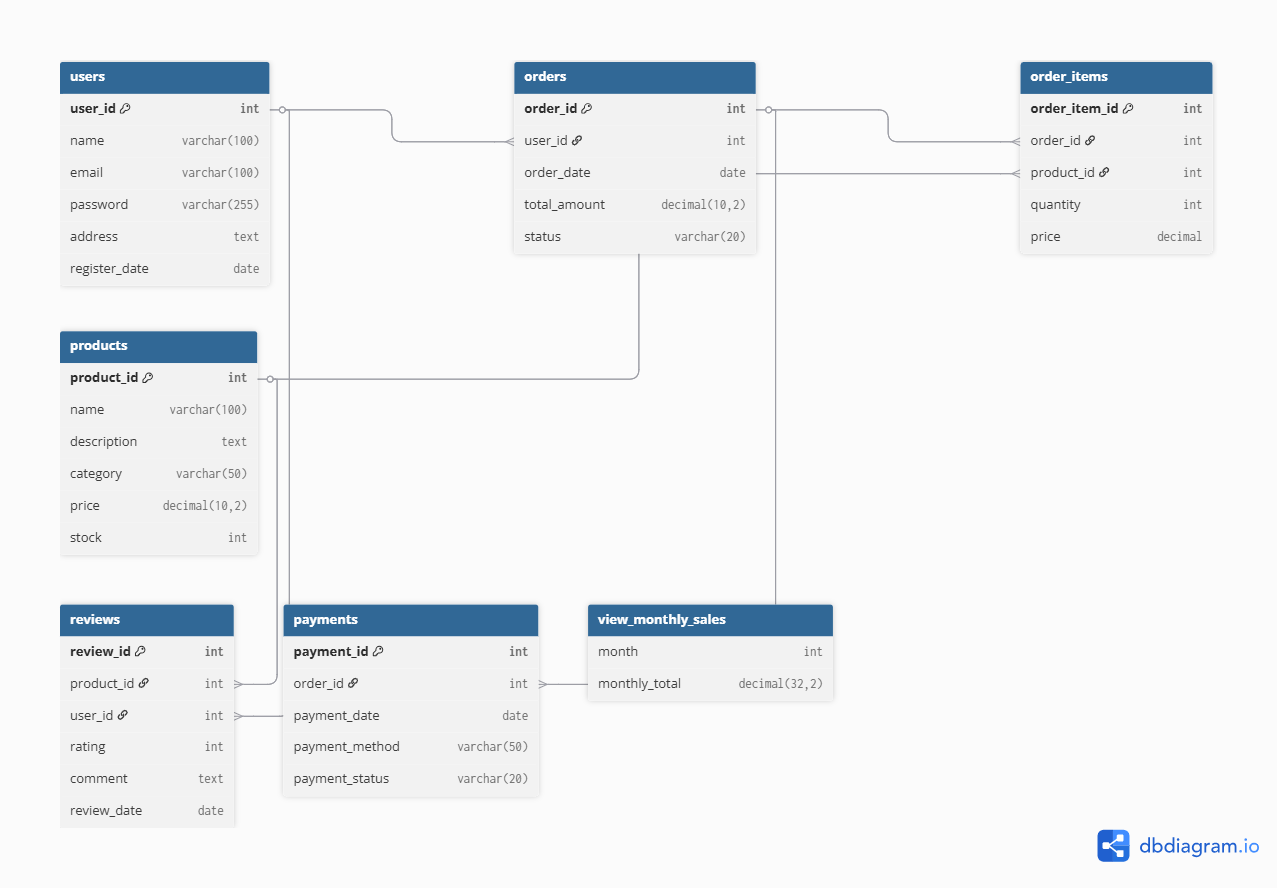 users
user_id int
name varchar(100)
email varchar(100)
password varchar(255)
address text
register_date date
orders
order_id int
user_id int
order_date date
total_amount decimal(10,2)
status varchar(20)
order_items
order_item_id int
order_id int
product_id int
quantity int
price decimal
products
product_id int
name varchar(100)
description text
category varchar(50)
price decimal(10,2)
stock int
reviews
review_id int
product_id int
user_id int
rating int
comment text
review_date date
payments
payment_id int
order_id int
payment_date date
payment_method varchar(50)
payment_status varchar(20)
view_monthly_sales
month int
monthly_total decimal(32,2)
dbdiagram.io